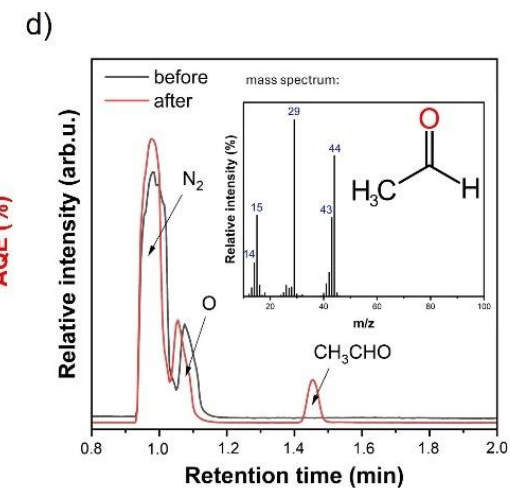 d)
before
after
mass spectrum:
N2
O
CH3CHO
Relative intensity (arb.u.)
0.8 1.0 1.2 1.4 1.6 1.8 2.0
Retention time (min)
Relative intensity (%)
14
15
29
43
44
O
H3C
H
20 40 60 80 100
m/z
AQE (%)